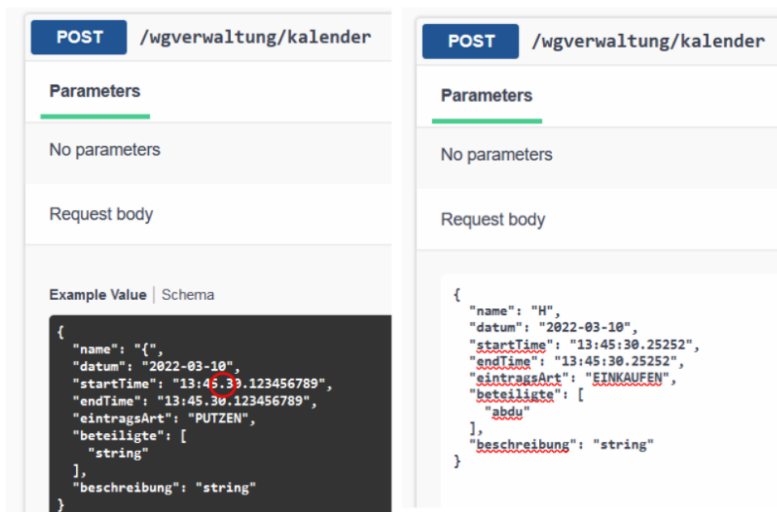 POST /wgverwaltung/kalender
Parameters
No parameters
Request body
Example Value | Schema
{
"name": "{",
"datum": "2022-03-10",
"startTime": "13:45.30.123456789",
"endTime": "13:45.30.123456789",
"eintragsArt": "PUTZEN",
"beteiligte": [
"string"
],
"beschreibung": "string"
}
POST /wgverwaltung/kalender
Parameters
No parameters
Request body
{
"name": "H",
"datum": "2022-03-10",
"startTime": "13:45:30.25252",
"endTime": "13:45:30.25252",
"eintragsArt": "EINKAUFEN",
"beteiligte": [
"abdu"
],
"beschreibung": "string"
}